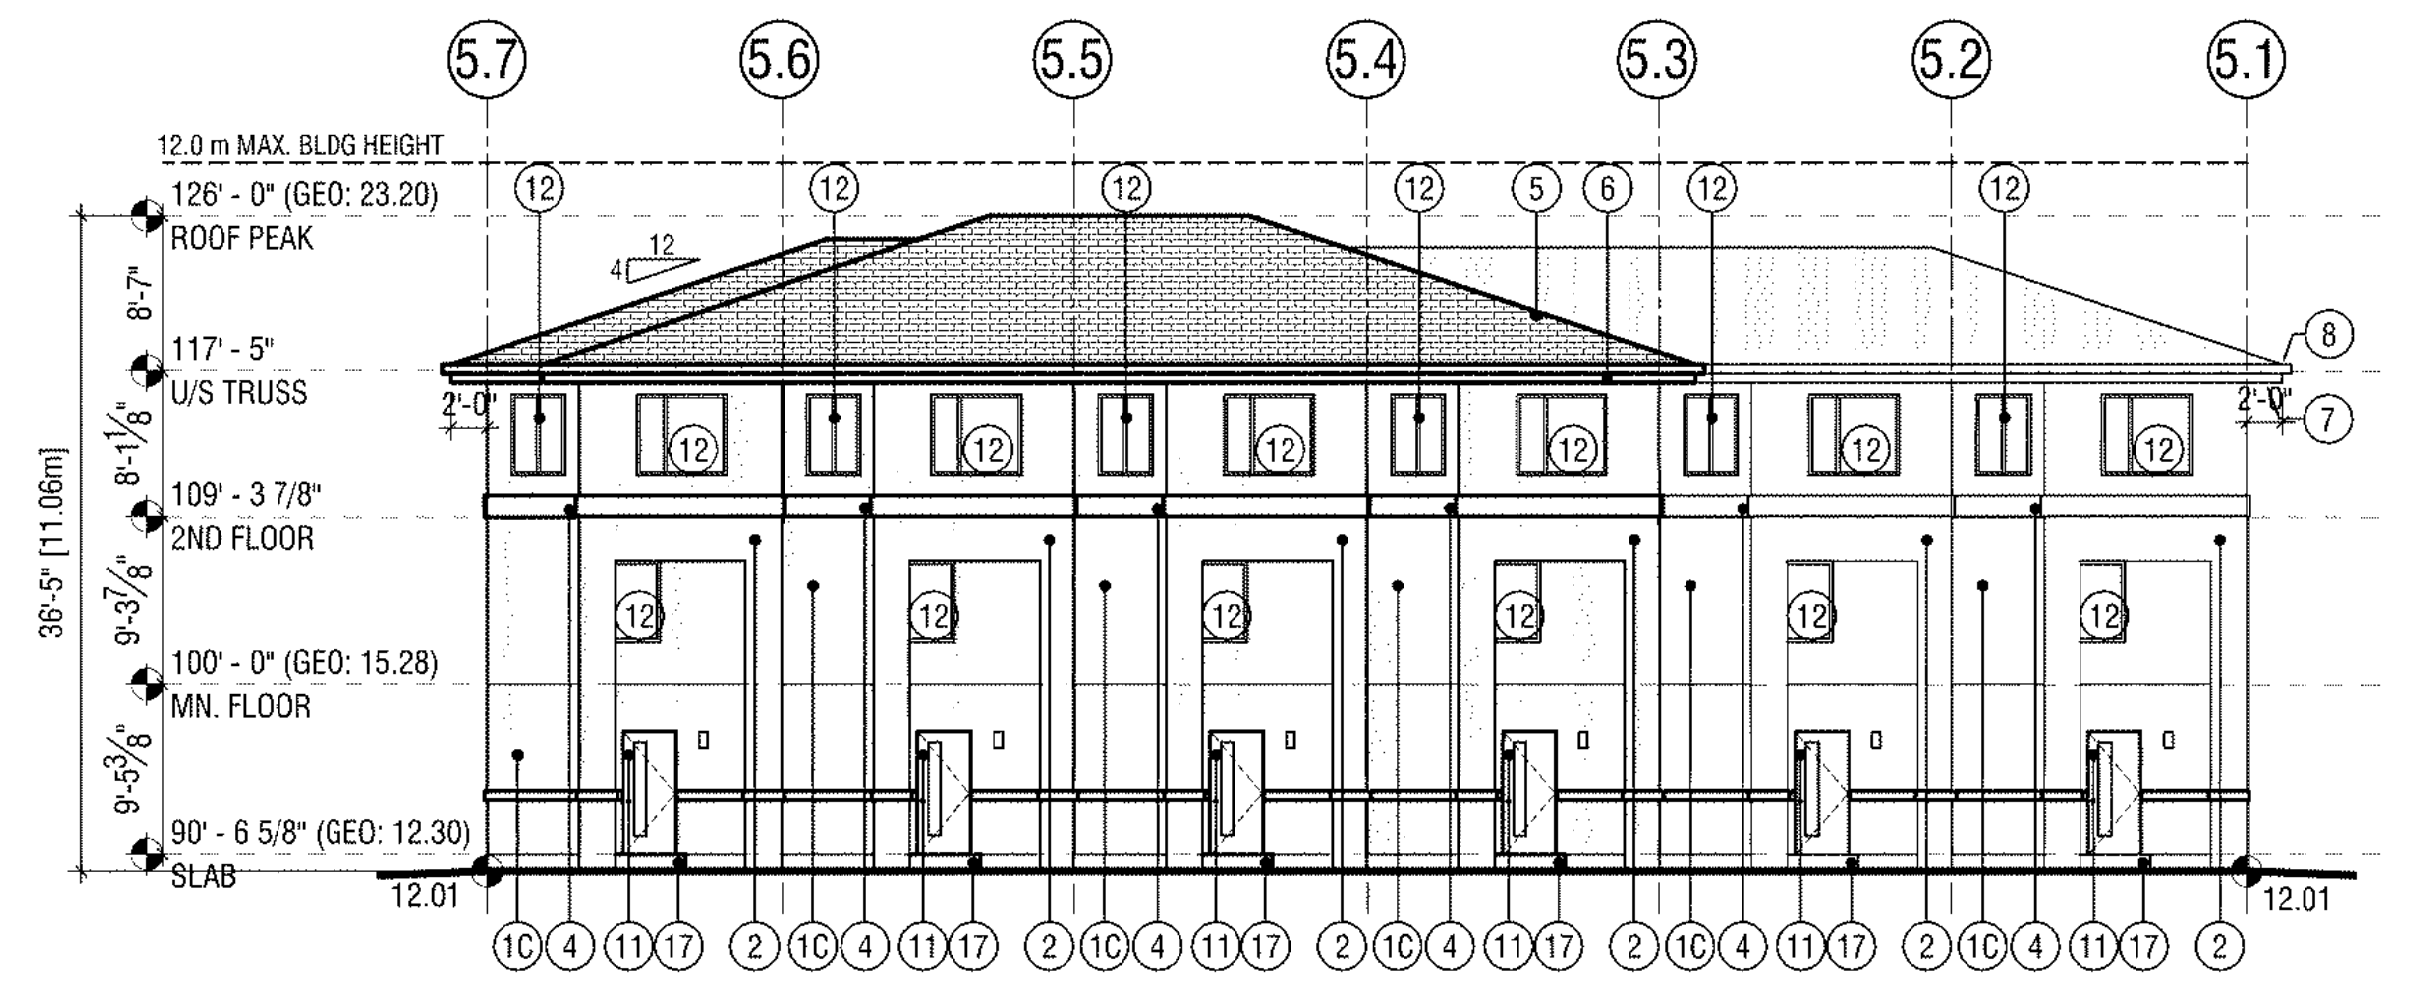 5.7 5.6 5.5 5.4 5.3 5.2 5.1
12.0 m MAX. BLDG HEIGHT
12 12 12 12 5 6 12 12
126' - 0" (GEO: 23.20)
ROOF PEAK
12
4
8'-7"
8
117' - 5"
U/S TRUSS
2'-0" 2'-0"
7
8'-1 1/8"
12 12 12 12 12 12
109' - 3 7/8"
2ND FLOOR
36'-5" [11.06m]
9'-3 7/8"
12 12 12 12 12 12
100' - 0" (GEO: 15.28)
MN. FLOOR
9'-5 3/8"
90' - 6 5/8" (GEO: 12.30)
SLAB
12.01 12.01
1C 4 11 17 2 1C 4 11 17 2 1C 4 11 17 2 1C 4 11 17 2 1C 4 11 17 2 1C 4 11 17 2